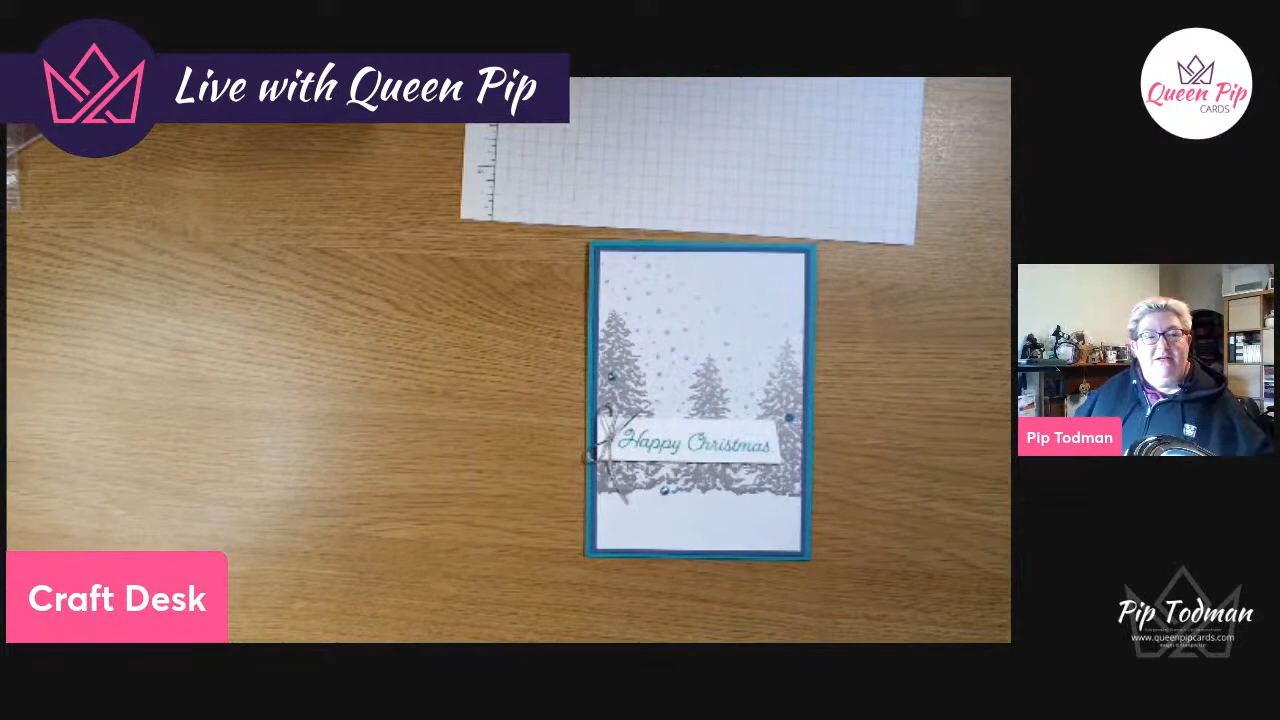 Live with Queen Pip
Queen Pip
CARDS
Happy Christmas
Pip Todman
Craft Desk
Pip Todman
www.queenpipcards.com